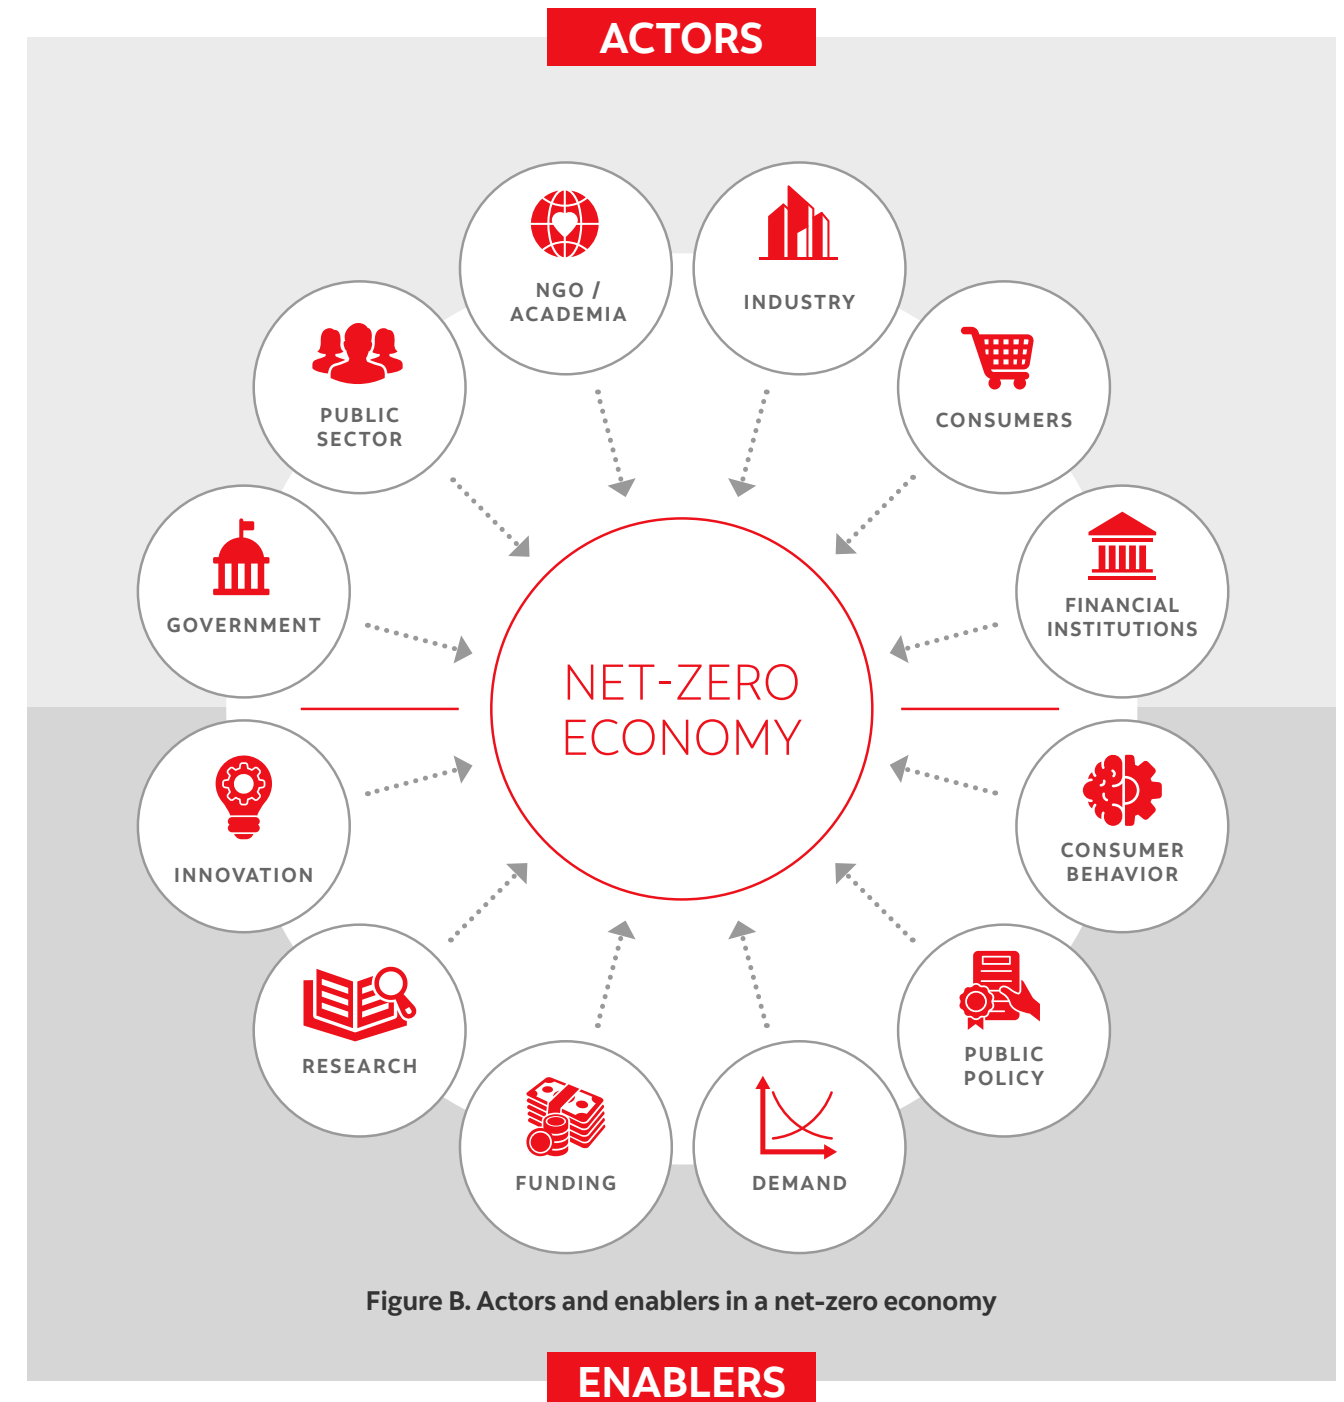 ACTORS
NGO /
ACADEMIA
INDUSTRY
PUBLIC
SECTOR
CONSUMERS
GOVERNMENT
FINANCIAL
INSTITUTIONS
NET-ZERO
ECONOMY
INNOVATION
CONSUMER
BEHAVIOR
RESEARCH
PUBLIC
POLICY
FUNDING
DEMAND
Figure B. Actors and enablers in a net-zero economy
ENABLERS